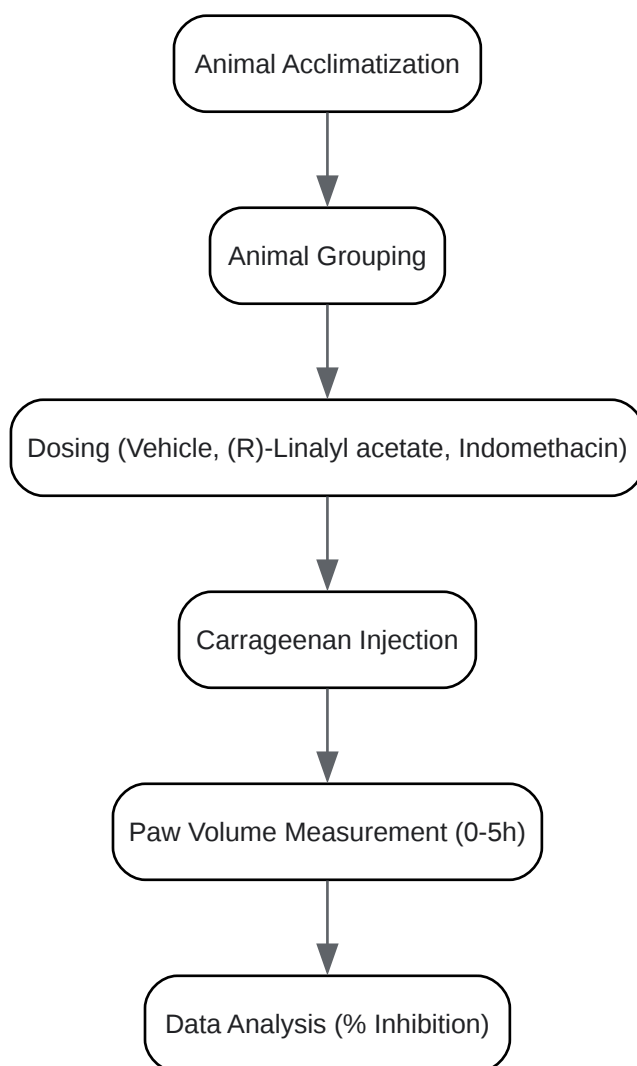 Animal Acclimatization
Animal Grouping
Dosing (Vehicle, (R)-Linalyl acetate, Indomethacin)
Carrageenan Injection
Paw Volume Measurement (0-5h)
Data Analysis (% Inhibition)